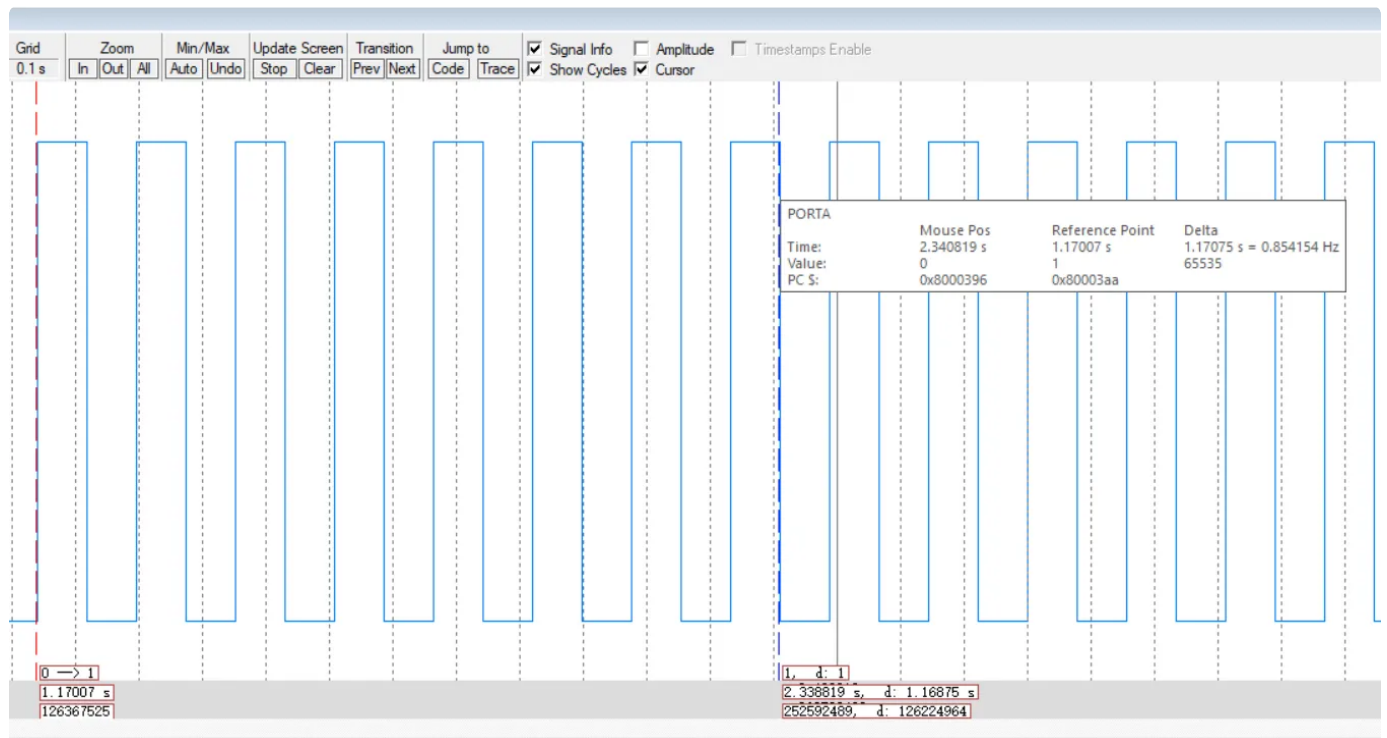 Grid Zoom Min/Max Update Screen Transition Jump to Signal Info Amplitude Timestamps Enable
0.1 s In Out All Auto Undo Stop Clear Prev Next Code Trace Show Cycles Cursor
PORTA
Mouse Pos Reference Point Delta
Time: 2.340819 s 1.17007 s 1.17075 s = 0.854154 Hz
Value: 0 1 65535
PC $: 0x8000396 0x80003aa
0 —> 1 1, d: 1
1.17007 s 2.338819 s, d: 1.16875 s
126367525 252592489, d: 126224964